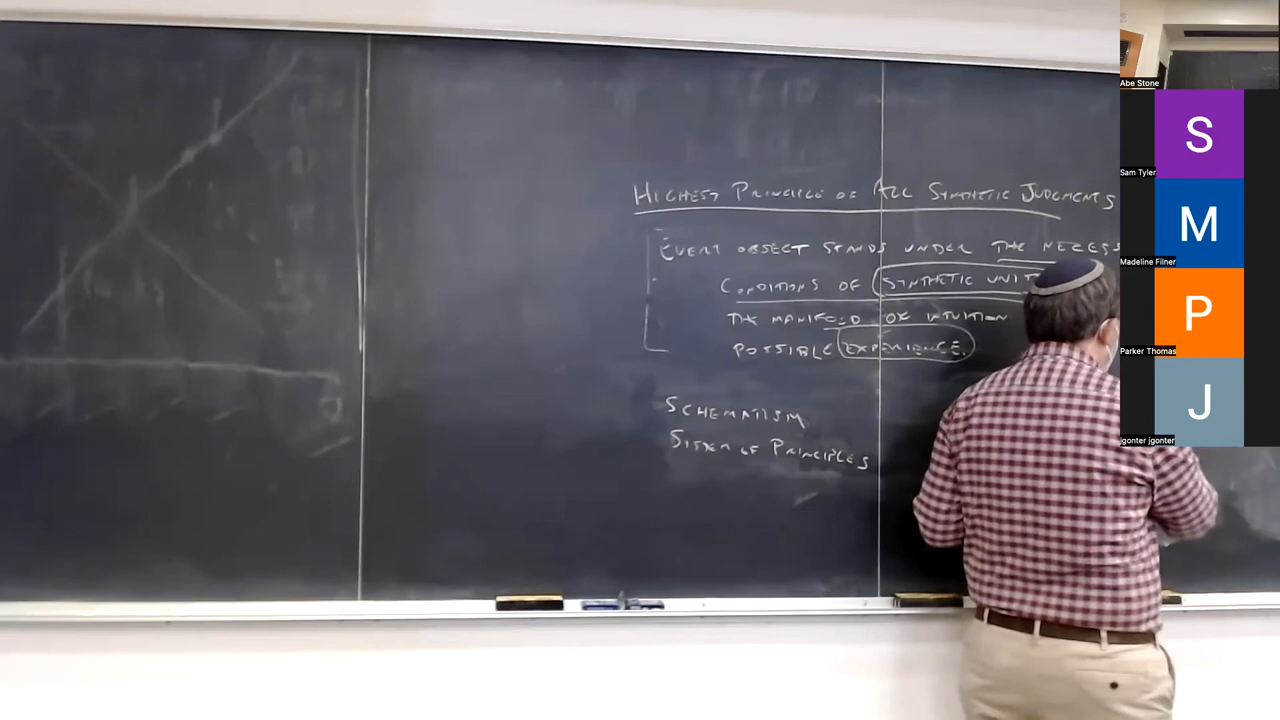 HIGHEST PRINCIPLE OF ALL SYNTHETIC JUDGMENTS
EVERY OBJECT STANDS UNDER THE NECESS
CONDITIONS OF SYNTHETIC UNIT
THE MANIFOLD OF INTUITION
POSSIBLE EXPERIENCE.
SCHEMATISM
SYSTEM OF PRINCIPLES
Abe Stone
S
Sam Tyler
M
Madeline Filner
P
Parker Thomas
J
jgonter jgonter